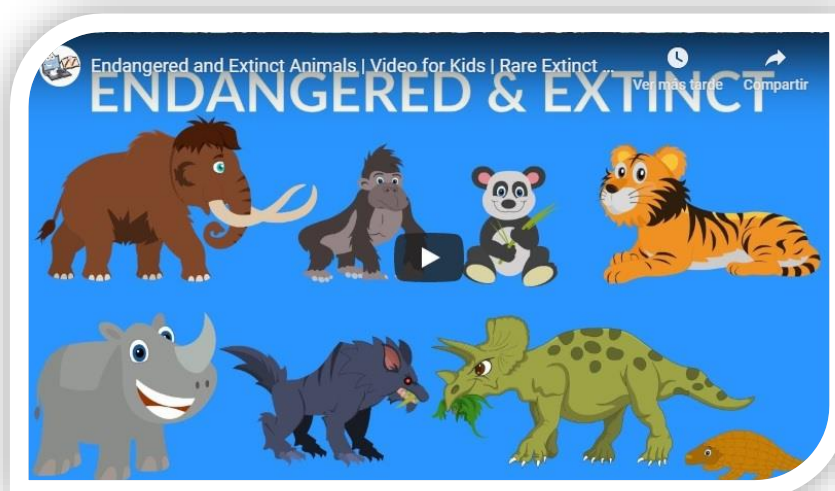 Endangered and Extinct Animals | Video for Kids | Rare Extinct ...
Ver más tarde
Compartir
ENDANGERED & EXTINCT